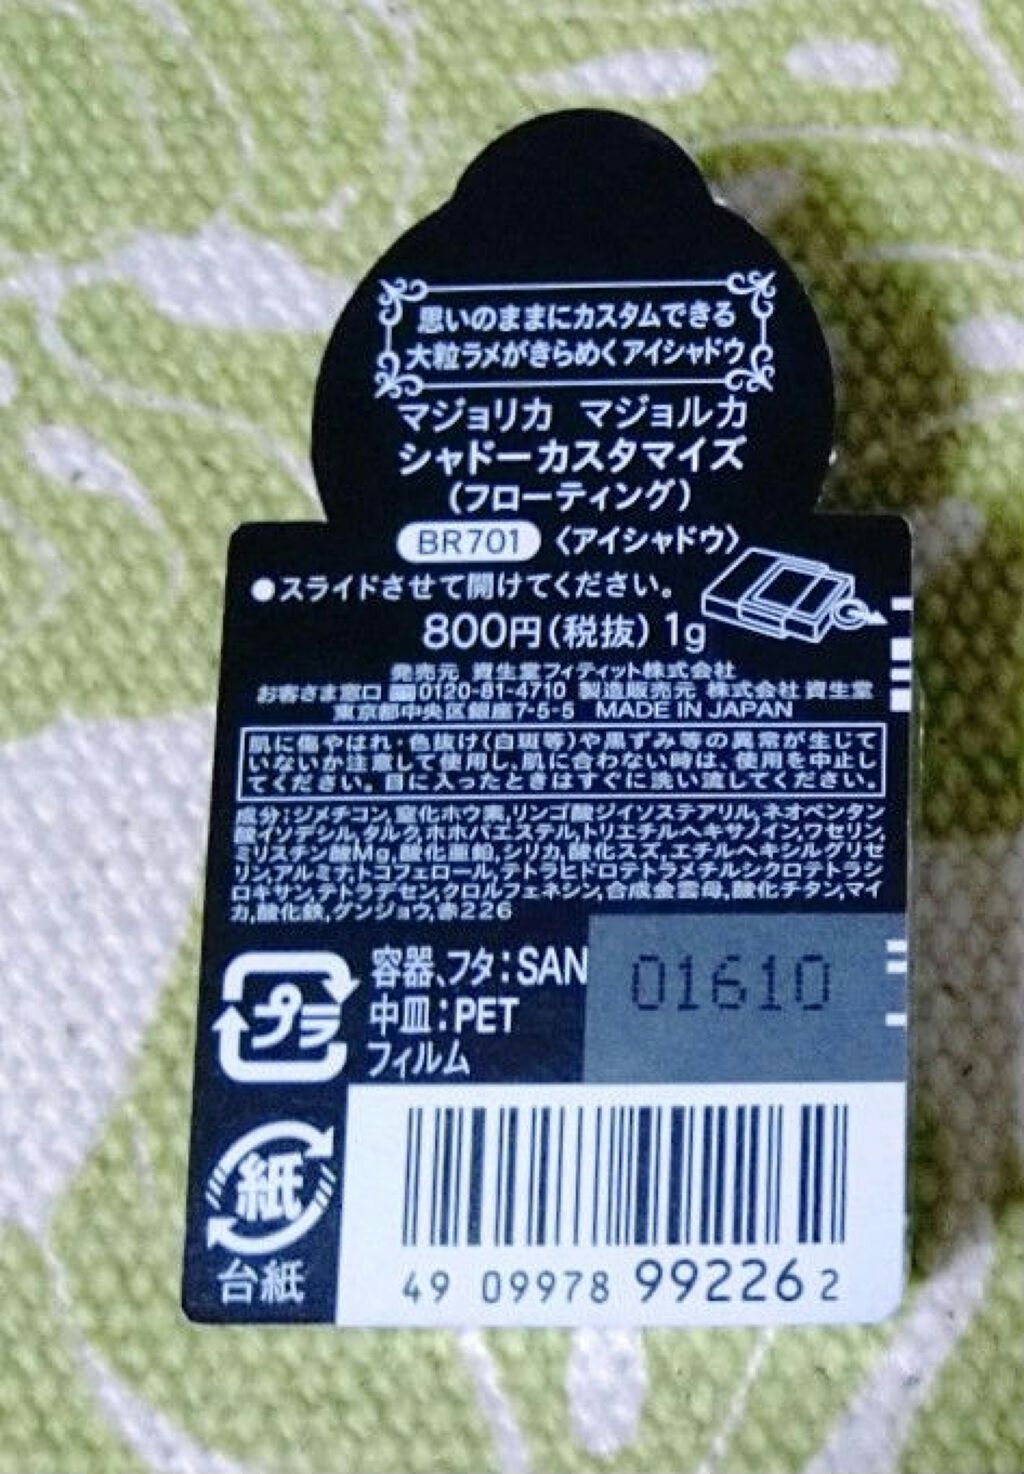 思いのままにカスタムできる
大粒ラメがきらめくアイシャドウ
マジョリカ マジョルカ
シャドーカスタマイズ
(フローティング)
BR701 〈アイシャドウ〉
●スライドさせて開けてください。
800円(税抜) 1g
発売元 資生堂フィティット株式会社
お客さま窓口 0120-81-4710 製造販売元 株式会社 資生堂
東京都中央区銀座7-5-5 MADE IN JAPAN
肌に傷やはれ・色抜け(白斑等)や黒ずみ等の異常が生じて
いないか注意して使用し、肌に合わない時は、使用を中止し
てください。目に入ったときはすぐに洗い流してください。
成分:ジメチコン,窒化ホウ素,リンゴ酸ジイソステアリル,ネオペンタン
酸イソデシル,タルク,ホホバエステル,トリエチルヘキサノイン,ワセリン,
ミリスチン酸Mg,酸化亜鉛,シリカ,酸化スズ,エチルヘキシルグリセ
リン,アルミナ,トコフェロール,テトラヒドロテトラメチルシクロテトラシ
ロキサン,テトラデセン,クロルフェネシン,合成金雲母,酸化チタン,マイ
カ,酸化鉄,グンジョウ,赤226
プラ
容器、フタ:SAN
中皿:PET
フィルム
01610
紙
台紙
49 09978 99226 2